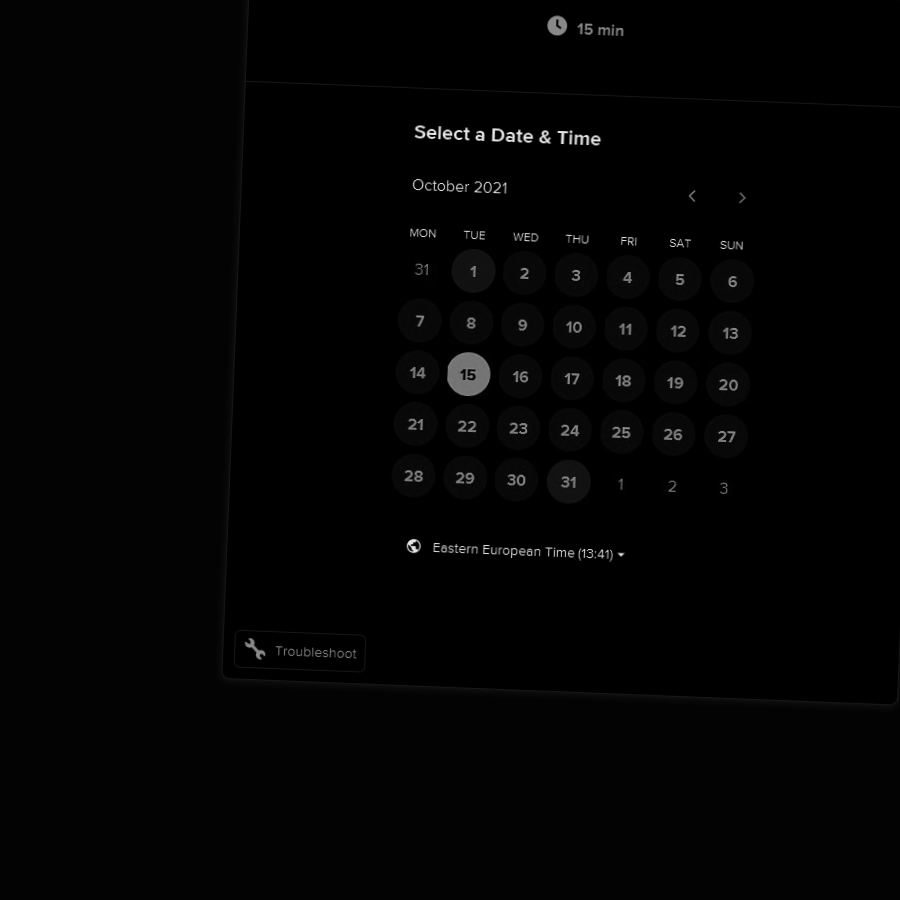 15 min
Select a Date & Time
October 2021
MON TUE WED THU FRI SAT SUN
31 1 2 3 4 5 6
7 8 9 10 11 12 13
14 15 16 17 18 19 20
21 22 23 24 25 26 27
28 29 30 31 1 2 3
Eastern European Time (13:41)
Troubleshoot